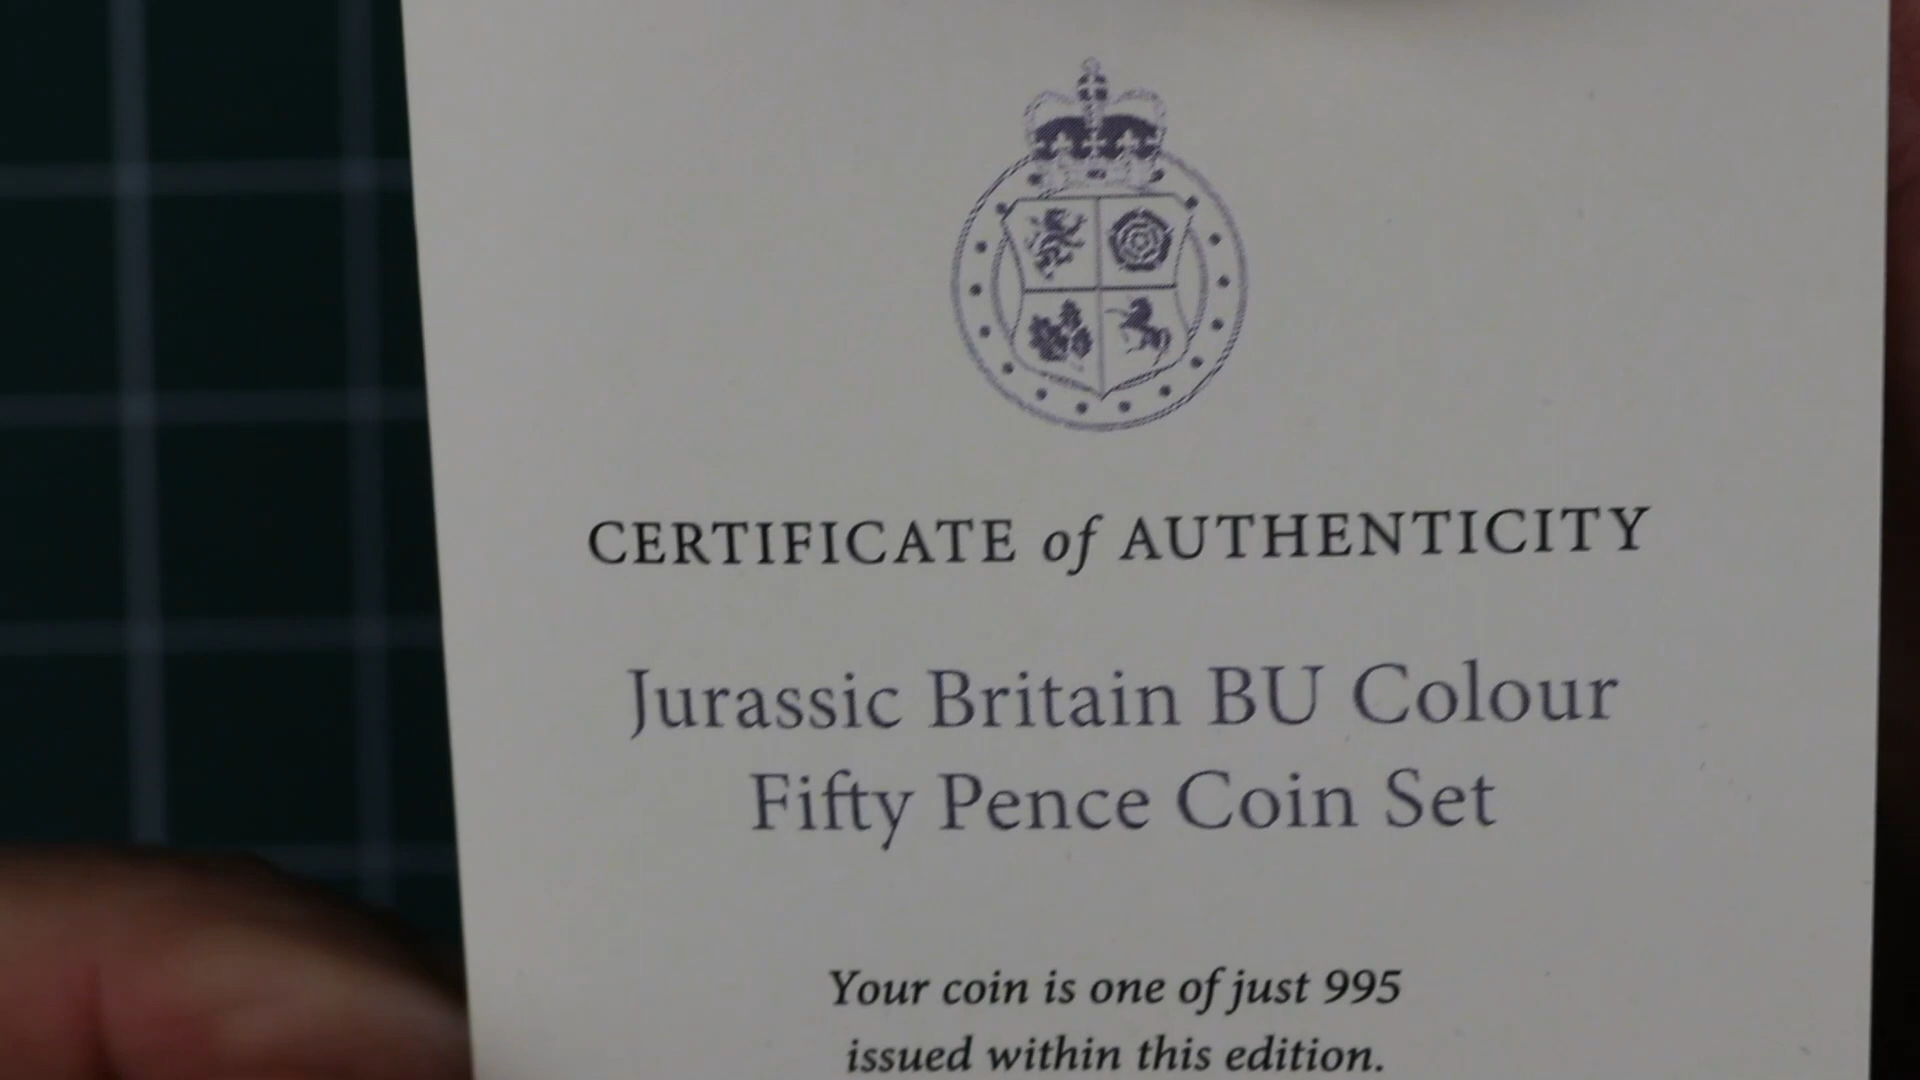 CERTIFICATE of AUTHENTICITY
Jurassic Britain BU Colour
Fifty Pence Coin Set
Your coin is one of just 995
issued within this edition.